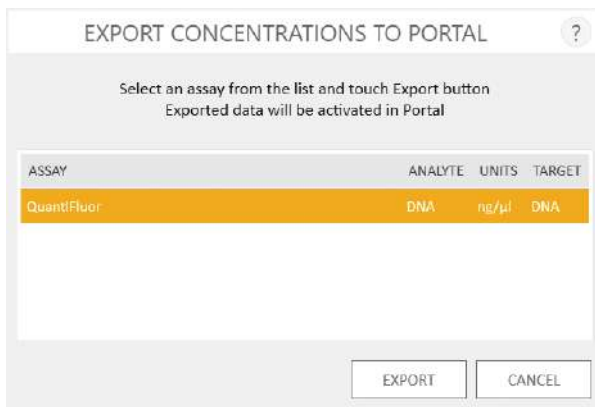 EXPORT CONCENTRATIONS TO PORTAL ?
Select an assay from the list and touch Export button
Exported data will be activated in Portal
ASSAY ANALYTE UNITS TARGET
QuantiFluor DNA ng/µl DNA
EXPORT CANCEL